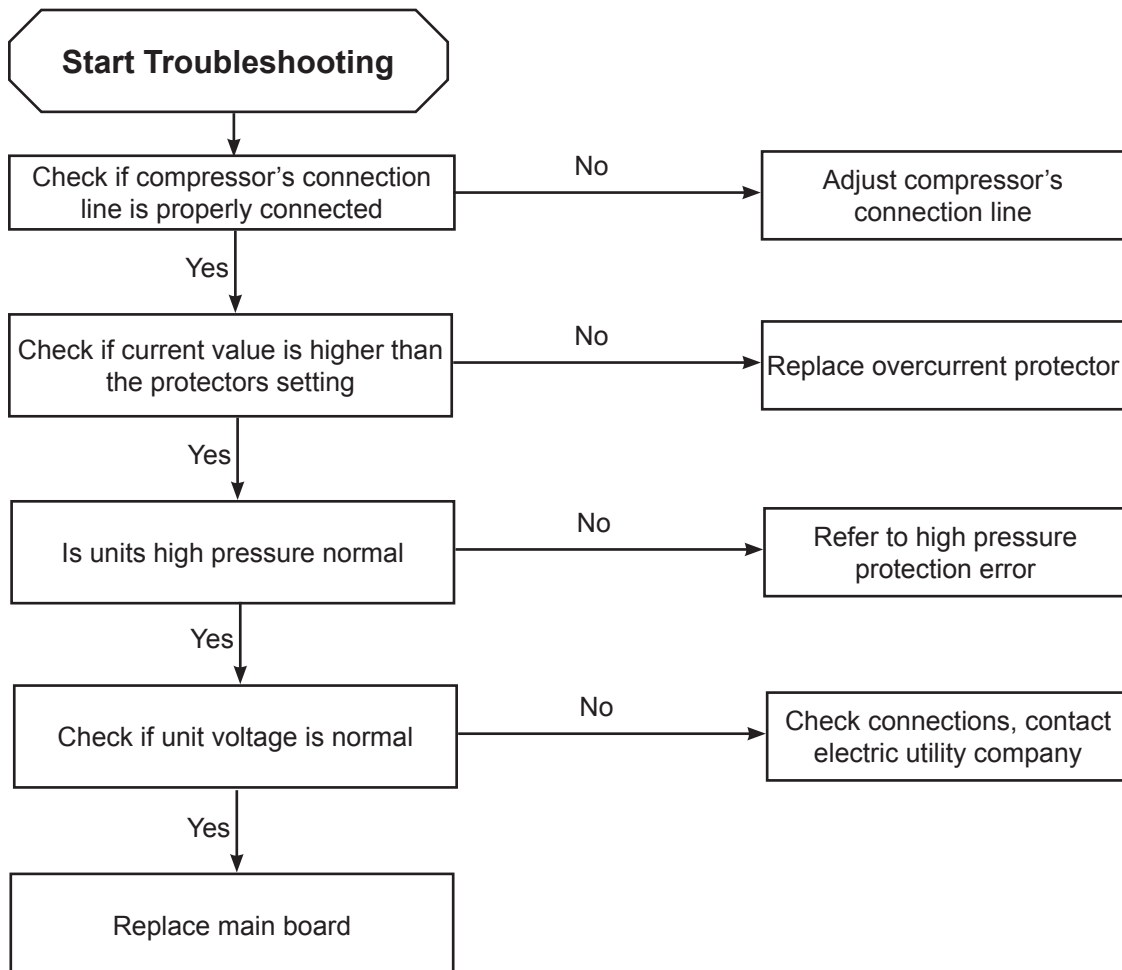 Start Troubleshooting
Check if compressor's connection
line is properly connected
No
Adjust compressor's
connection line
Yes
Check if current value is higher than
the protectors setting
No
Replace overcurrent protector
Yes
Is units high pressure normal
No
Refer to high pressure
protection error
Yes
Check if unit voltage is normal
No
Check connections, contact
electric utility company
Yes
Replace main board